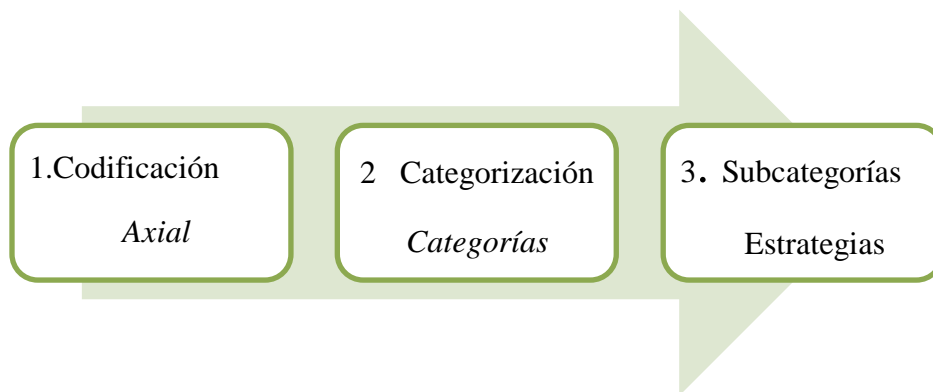 1.Codificación
Axial
2 Categorización
Categorías
3. Subcategorías
Estrategias